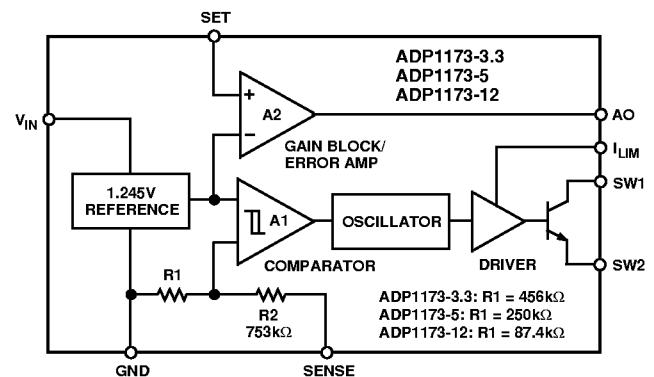 SET
ADP1173-3.3
ADP1173-5
ADP1173-12
+
A2
VIN
AO
−
GAIN BLOCK/
ERROR AMP
ILIM
1.245V
REFERENCE
SW1
A1
OSCILLATOR
COMPARATOR
DRIVER
SW2
R1
R2
753kΩ
ADP1173-3.3: R1 = 456kΩ
ADP1173-5: R1 = 250kΩ
ADP1173-12: R1 = 87.4kΩ
GND
SENSE